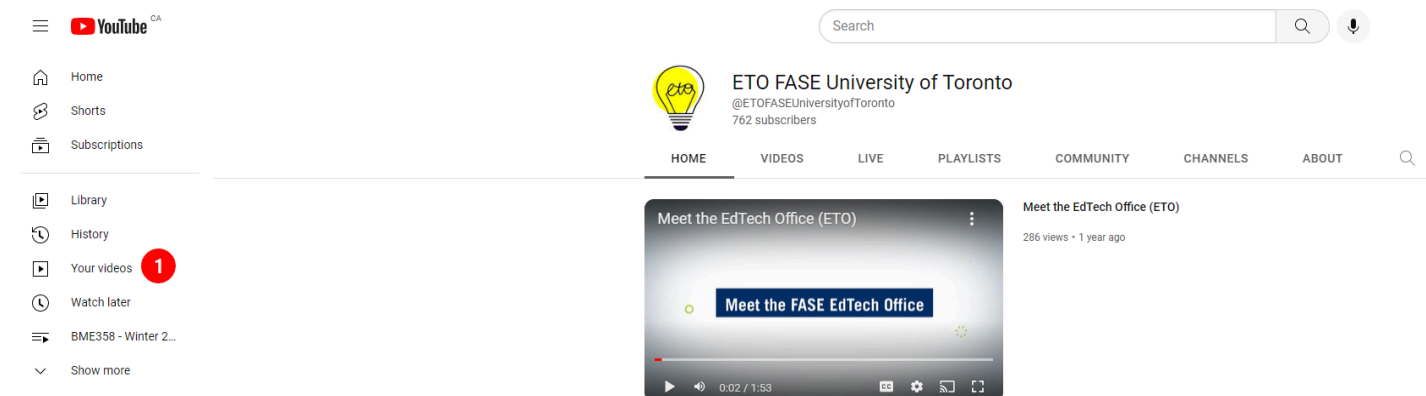 YouTube CA
Search
Home
Shorts
Subscriptions
Library
History
Your videos 1
Watch later
BME358 - Winter 2...
Show more
eto
ETO FASE University of Toronto
@ETOFASEUniversityofToronto
762 subscribers
HOME VIDEOS LIVE PLAYLISTS COMMUNITY CHANNELS ABOUT
Meet the EdTech Office (ETO)
Meet the FASE EdTech Office
0:02 / 1:53 CC
Meet the EdTech Office (ETO)
286 views • 1 year ago